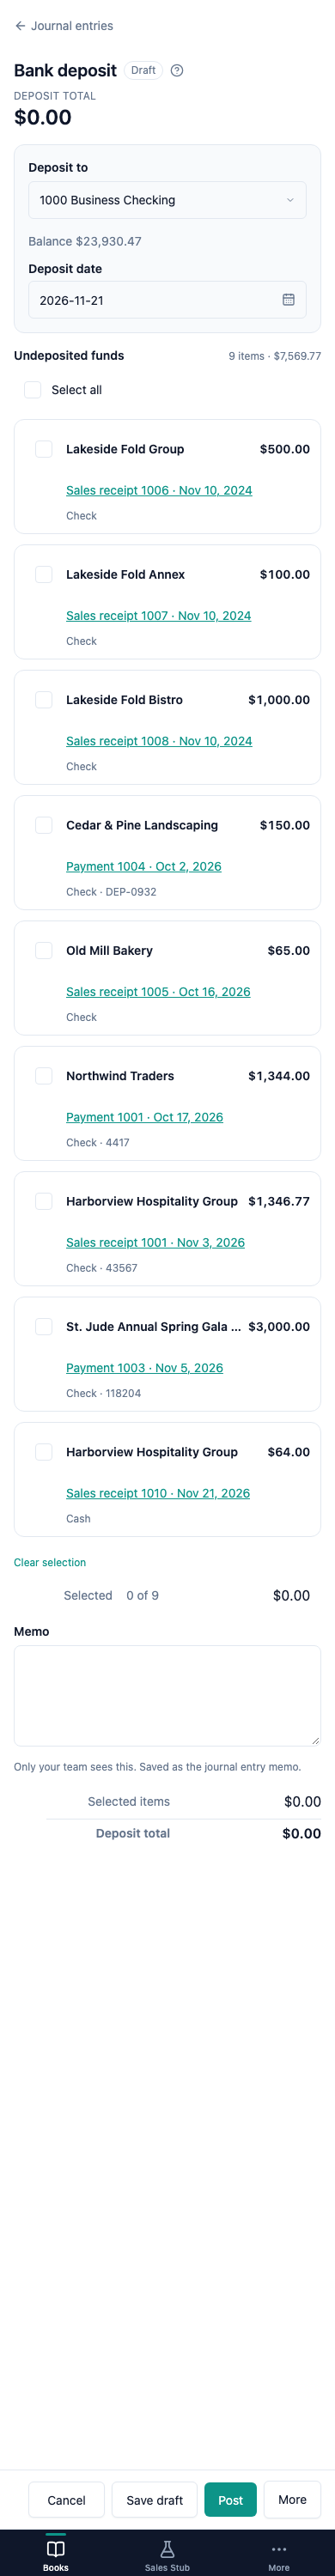 Journal entries
Bank deposit Draft
DEPOSIT TOTAL
$0.00
Deposit to
1000 Business Checking
Balance $23,930.47
Deposit date
2026-11-21
Undeposited funds 9 items · $7,569.77
Select all
Lakeside Fold Group $500.00
Sales receipt 1006 · Nov 10, 2024
Check
Lakeside Fold Annex $100.00
Sales receipt 1007 · Nov 10, 2024
Check
Lakeside Fold Bistro $1,000.00
Sales receipt 1008 · Nov 10, 2024
Check
Cedar & Pine Landscaping $150.00
Payment 1004 · Oct 2, 2026
Check · DEP-0932
Old Mill Bakery $65.00
Sales receipt 1005 · Oct 16, 2026
Check
Northwind Traders $1,344.00
Payment 1001 · Oct 17, 2026
Check · 4417
Harborview Hospitality Group $1,346.77
Sales receipt 1001 · Nov 3, 2026
Check · 43567
St. Jude Annual Spring Gala ... $3,000.00
Payment 1003 · Nov 5, 2026
Check · 118204
Harborview Hospitality Group $64.00
Sales receipt 1010 · Nov 21, 2026
Cash
Clear selection
Selected 0 of 9 $0.00
Memo
Only your team sees this. Saved as the journal entry memo.
Selected items $0.00
Deposit total $0.00
Cancel Save draft Post More
Books Sales Stub More